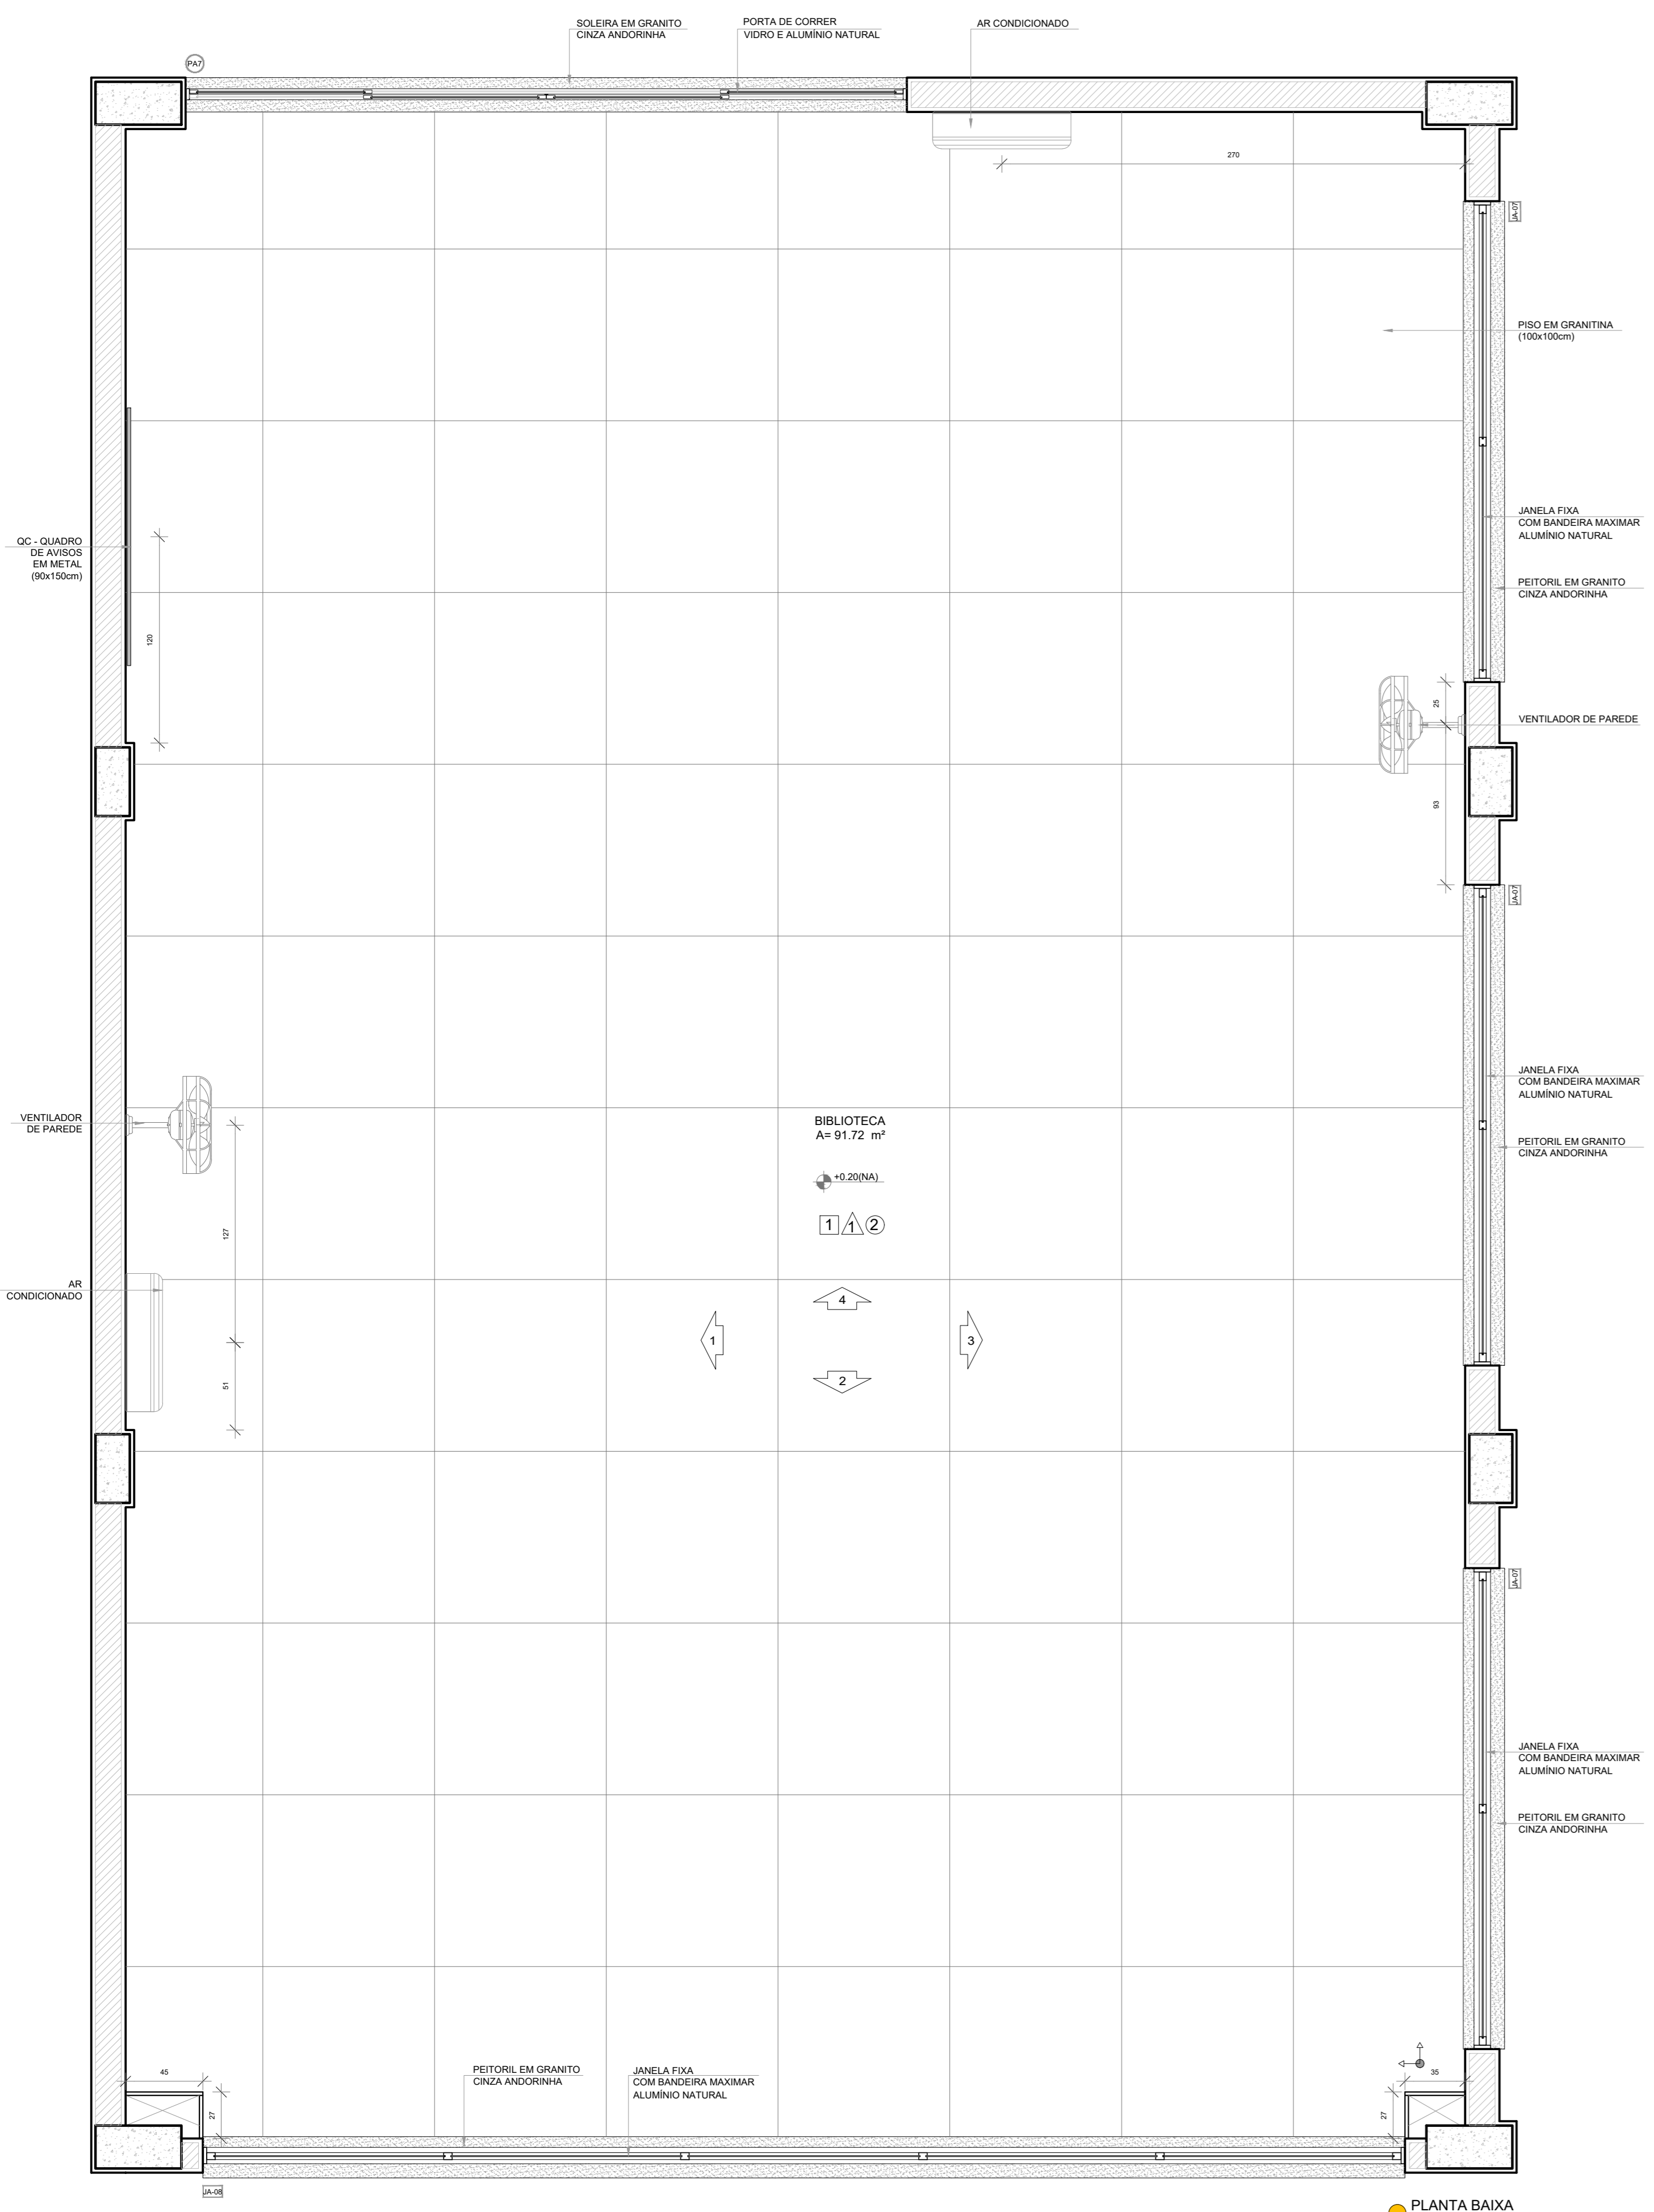 SOLEIRA EM GRANITO
CINZA ANDORINHA
PORTA DE CORRER
VIDRO E ALUMÍNIO NATURAL
AR CONDICIONADO
PA7
270
JA-07
PISO EM GRANITINA
(100x100cm)
JANELA FIXA
COM BANDEIRA MAXIMAR
ALUMÍNIO NATURAL
QC - QUADRO
DE AVISOS
EM METAL
(90x150cm)
PEITORIL EM GRANITO
CINZA ANDORINHA
120
25
VENTILADOR DE PAREDE
93
JA-07
JANELA FIXA
COM BANDEIRA MAXIMAR
ALUMÍNIO NATURAL
VENTILADOR
DE PAREDE
BIBLIOTECA
A= 91.72 m²
PEITORIL EM GRANITO
CINZA ANDORINHA
+0.20(NA)
1 1 2
127
AR
CONDICIONADO
4
1 3
2
51
JA-07
JANELA FIXA
COM BANDEIRA MAXIMAR
ALUMÍNIO NATURAL
PEITORIL EM GRANITO
CINZA ANDORINHA
45
PEITORIL EM GRANITO
CINZA ANDORINHA
JANELA FIXA
COM BANDEIRA MAXIMAR
ALUMÍNIO NATURAL
35
27
27
JA-08
PLANTA BAIXA